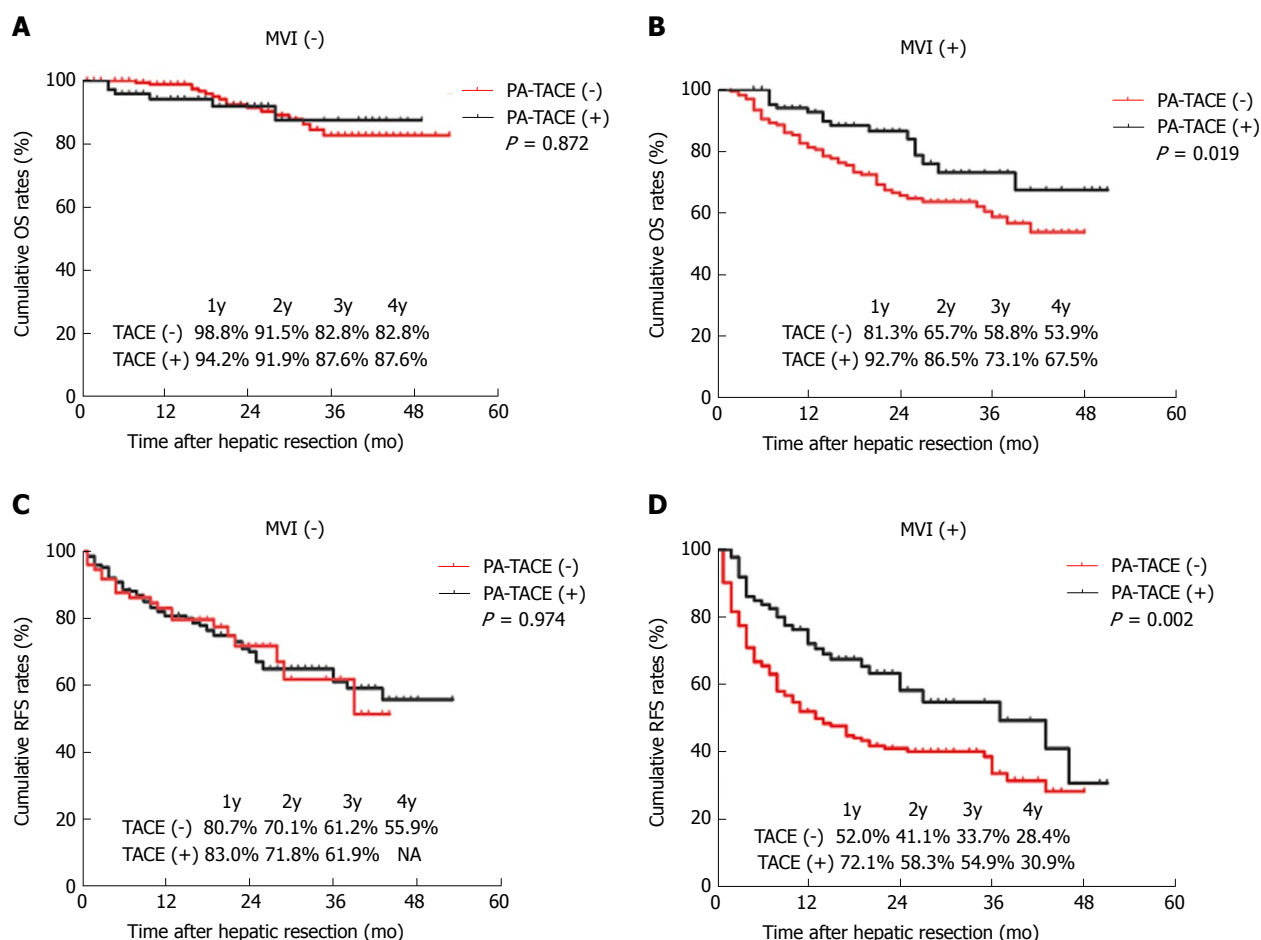 A
MVI (-)
Cumulative OS rates (%)
100
80
60
40
20
0
PA-TACE (-)
PA-TACE (+)
P = 0.872
1y 2y 3y 4y
TACE (-) 98.8% 91.5% 82.8% 82.8%
TACE (+) 94.2% 91.9% 87.6% 87.6%
0 12 24 36 48 60
Time after hepatic resection (mo)
B
MVI (+)
Cumulative OS rates (%)
100
80
60
40
20
0
PA-TACE (-)
PA-TACE (+)
P = 0.019
1y 2y 3y 4y
TACE (-) 81.3% 65.7% 58.8% 53.9%
TACE (+) 92.7% 86.5% 73.1% 67.5%
0 12 24 36 48 60
Time after hepatic resection (mo)
C
MVI (-)
Cumulative RFS rates (%)
100
80
60
40
20
0
PA-TACE (-)
PA-TACE (+)
P = 0.974
1y 2y 3y 4y
TACE (-) 80.7% 70.1% 61.2% 55.9%
TACE (+) 83.0% 71.8% 61.9% NA
0 12 24 36 48 60
Time after hepatic resection (mo)
D
MVI (+)
Cumulative RFS rates (%)
100
80
60
40
20
0
PA-TACE (-)
PA-TACE (+)
P = 0.002
1y 2y 3y 4y
TACE (-) 52.0% 41.1% 33.7% 28.4%
TACE (+) 72.1% 58.3% 54.9% 30.9%
0 12 24 36 48 60
Time after hepatic resection (mo)